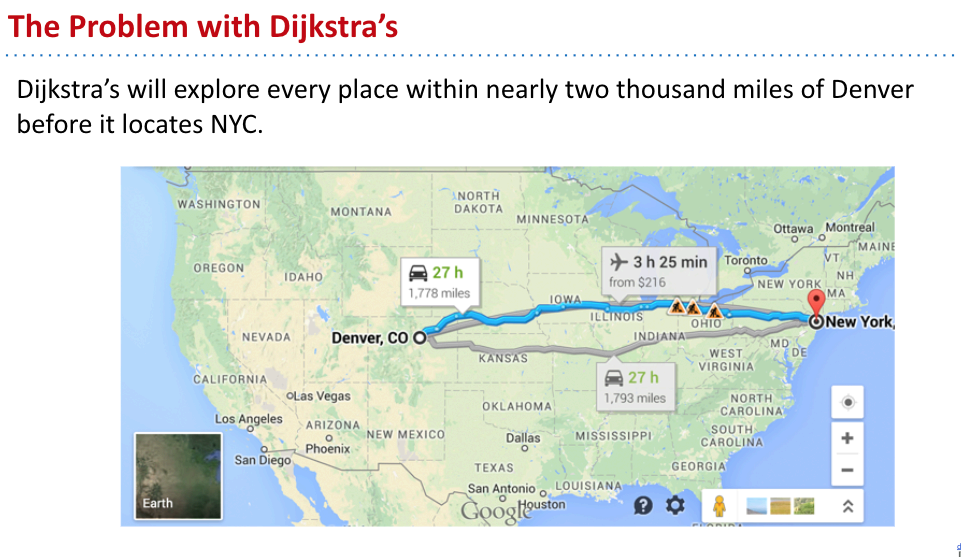 The Problem with Dijkstra's
Dijkstra's will explore every place within nearly two thousand miles of Denver
before it locates NYC.
WASHINGTON
MONTANA
NORTH
DAKOTA
MINNESOTA
Ottawa
Montreal
MAINE
OREGON
IDAHO
27 h
1,778 miles
3 h 25 min
from $216
Toronto
VT
NH
NEW YORK
MA
IOWA
ILLINOIS
OHIO
New York,
NEVADA
Denver, CO
INDIANA
MD
DE
KANSAS
WEST
VIRGINIA
CALIFORNIA
27 h
1,793 miles
Las Vegas
OKLAHOMA
NORTH
CAROLINA
Los Angeles
ARIZONA
Phoenix
NEW MEXICO
Dallas
MISSISSIPPI
SOUTH
CAROLINA
San Diego
TEXAS
GEORGIA
San Antonio
LOUISIANA
Houston
Earth
Google